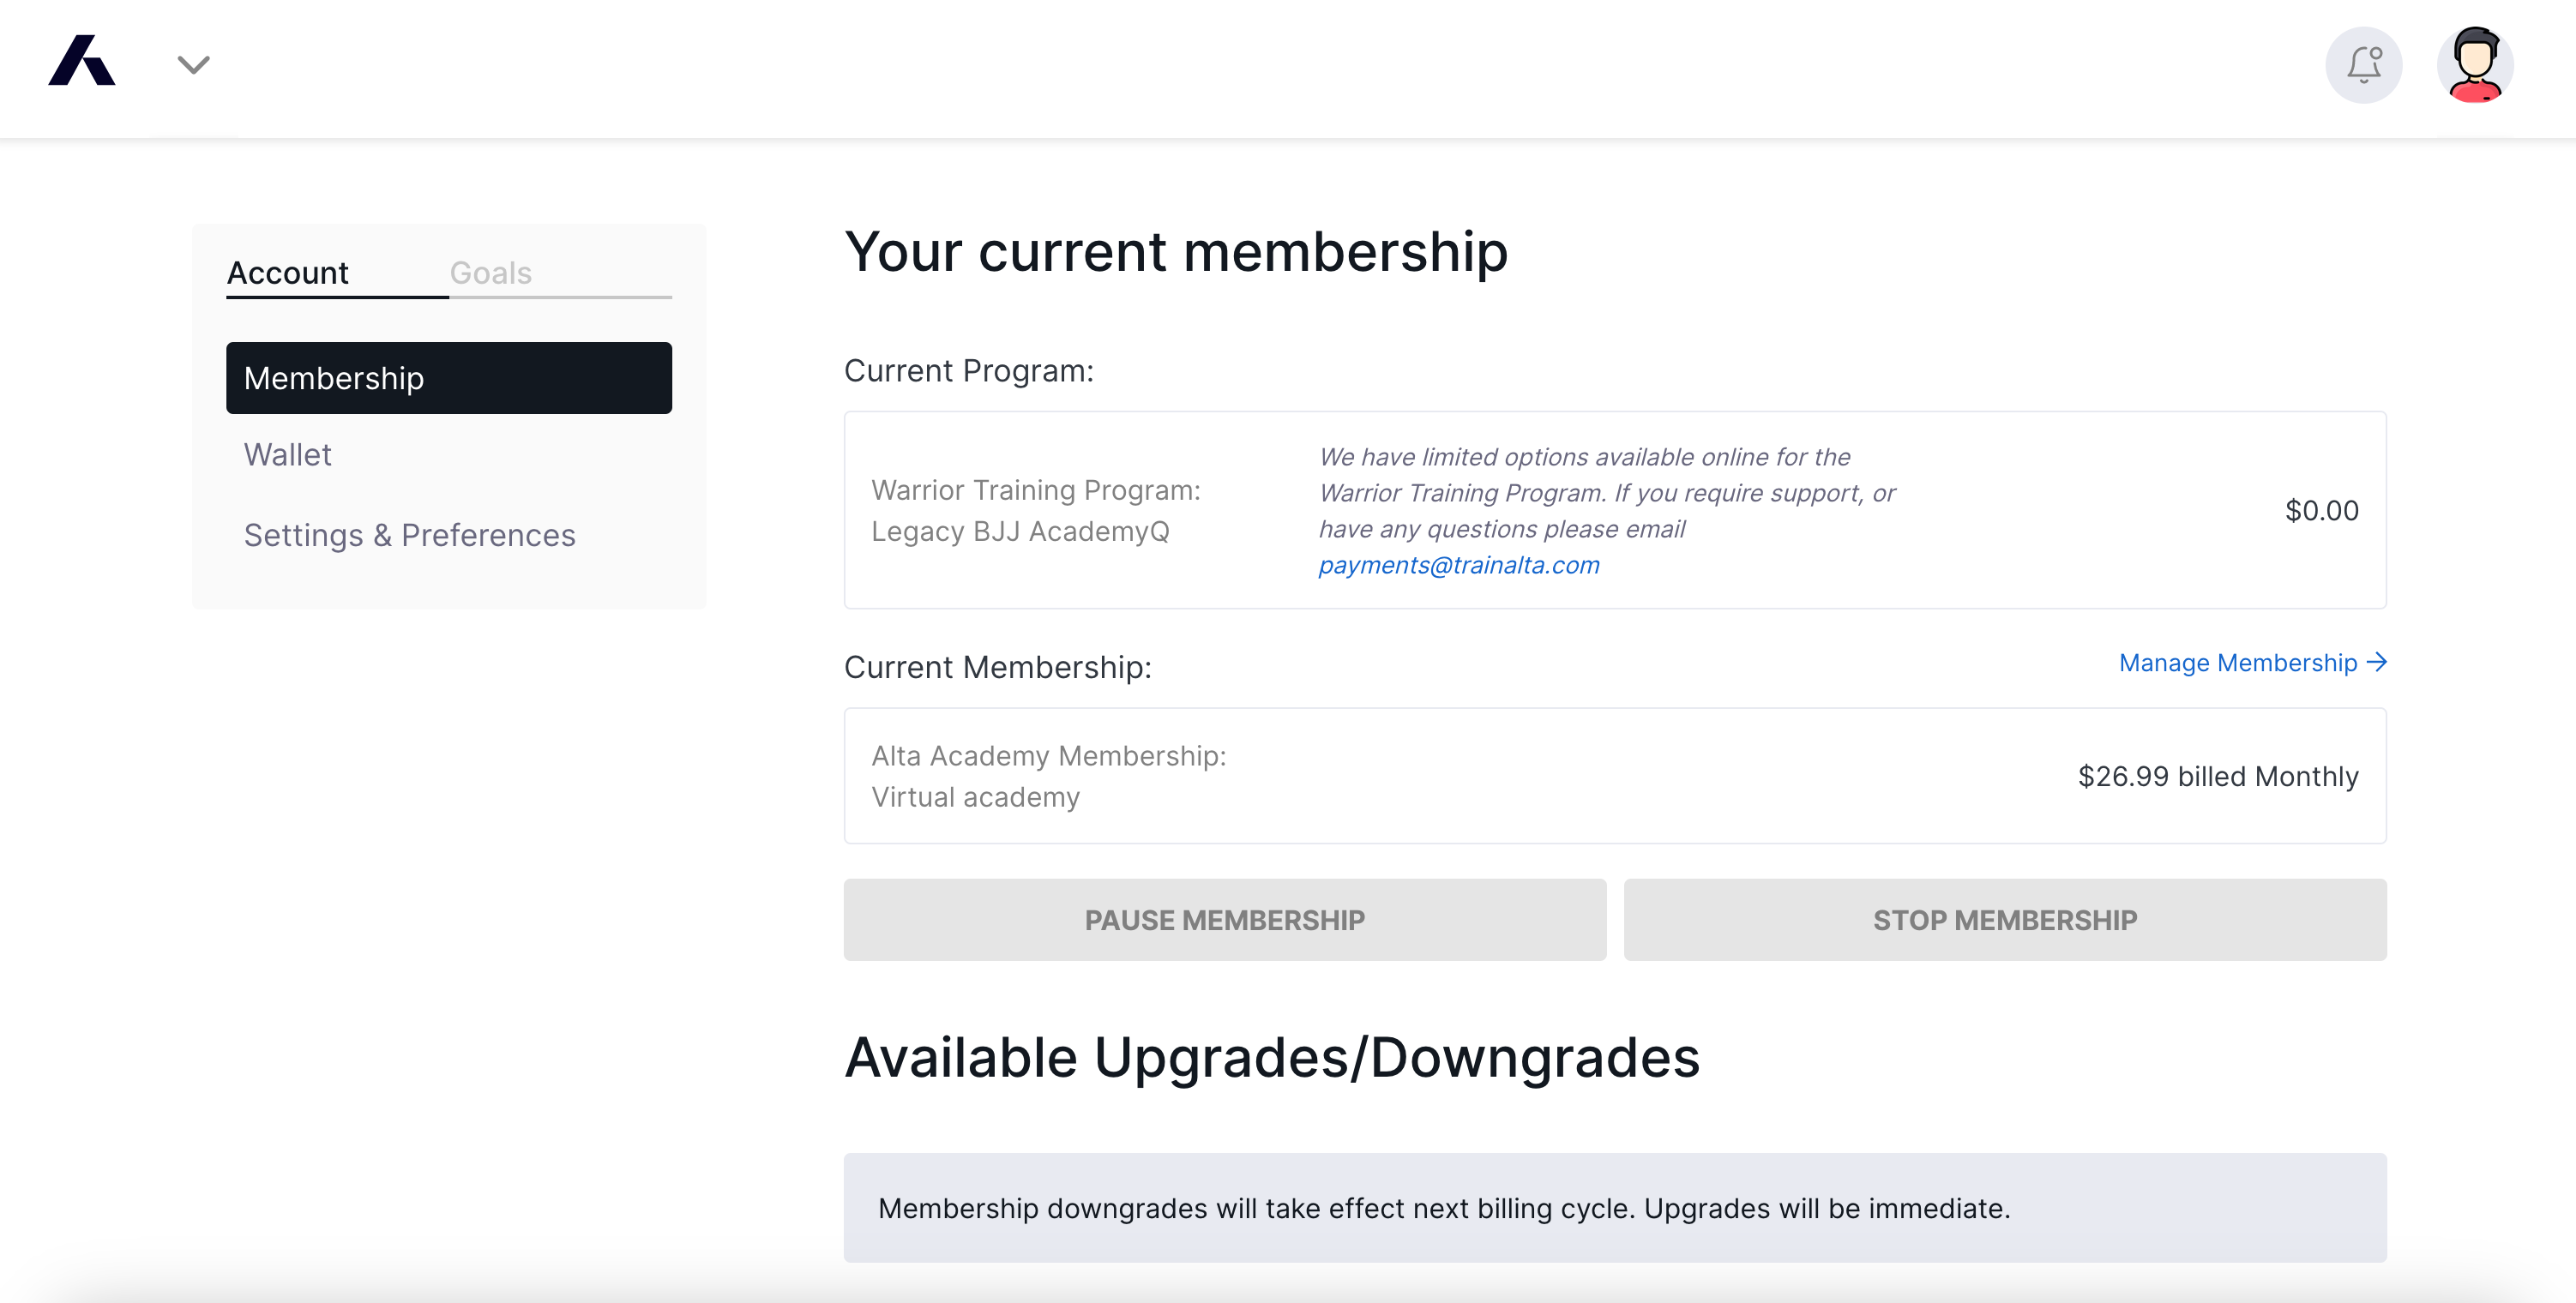 Account
Goals
Membership
Wallet
Settings & Preferences
Your current membership
Current Program:
Warrior Training Program:
Legacy BJJ AcademyQ
We have limited options available online for the
Warrior Training Program. If you require support, or
have any questions please email
payments@trainalta.com
$0.00
Current Membership:
Manage Membership →
Alta Academy Membership:
Virtual academy
$26.99 billed Monthly
PAUSE MEMBERSHIP
STOP MEMBERSHIP
Available Upgrades/Downgrades
Membership downgrades will take effect next billing cycle. Upgrades will be immediate.